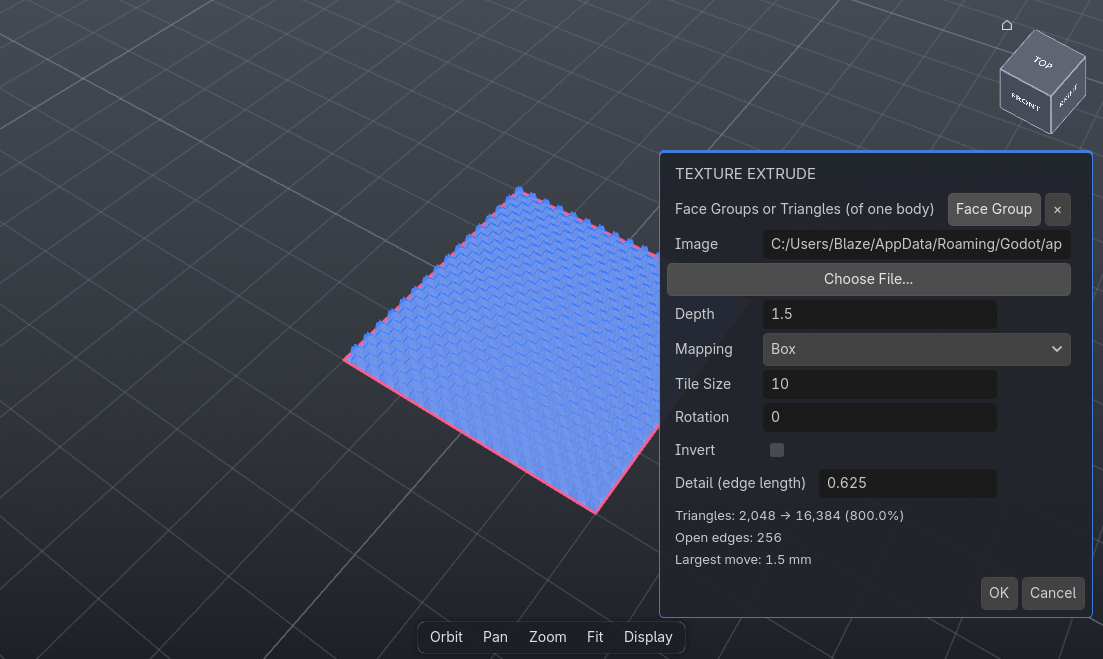 TOP
FRONT
RIGHT
TEXTURE EXTRUDE
Face Groups or Triangles (of one body) Face Group ×
Image C:/Users/Blaze/AppData/Roaming/Godot/ap
Choose File...
Depth 1.5
Mapping Box
Tile Size 10
Rotation 0
Invert
Detail (edge length) 0.625
Triangles: 2,048 → 16,384 (800.0%)
Open edges: 256
Largest move: 1.5 mm
OK Cancel
Orbit Pan Zoom Fit Display